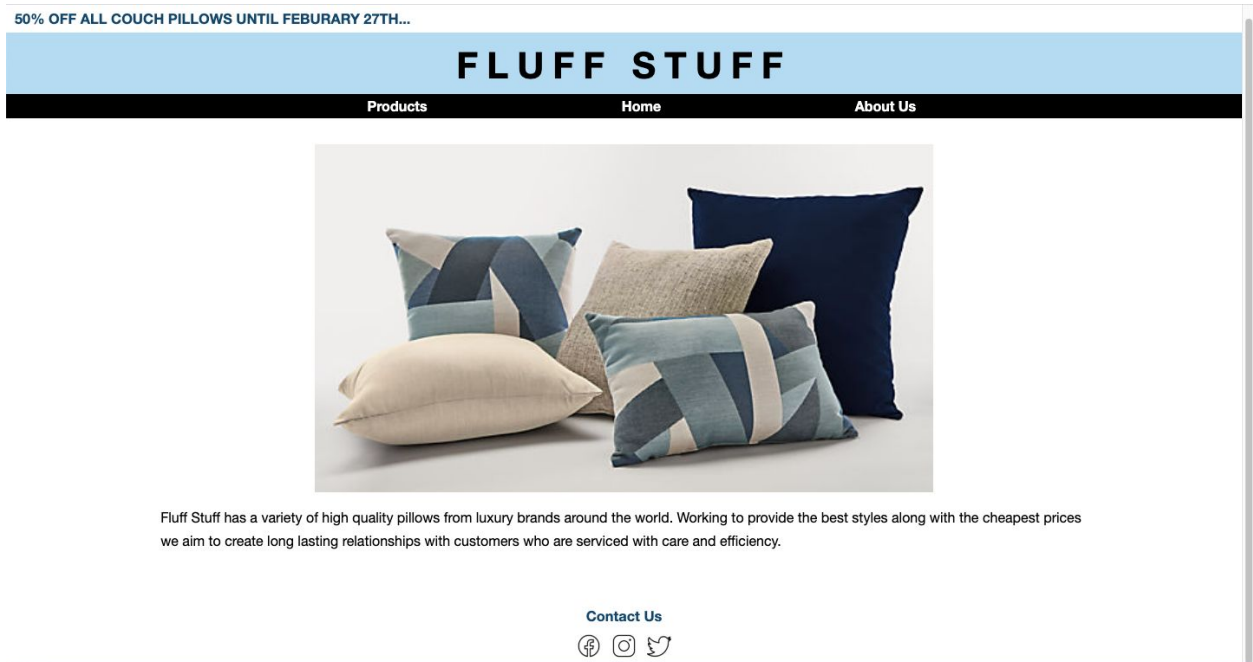 50% OFF ALL COUCH PILLOWS UNTIL FEBURARY 27TH...
FLUFF STUFF
Products Home About Us
Fluff Stuff has a variety of high quality pillows from luxury brands around the world. Working to provide the best styles along with the cheapest prices
we aim to create long lasting relationships with customers who are serviced with care and efficiency.
Contact Us